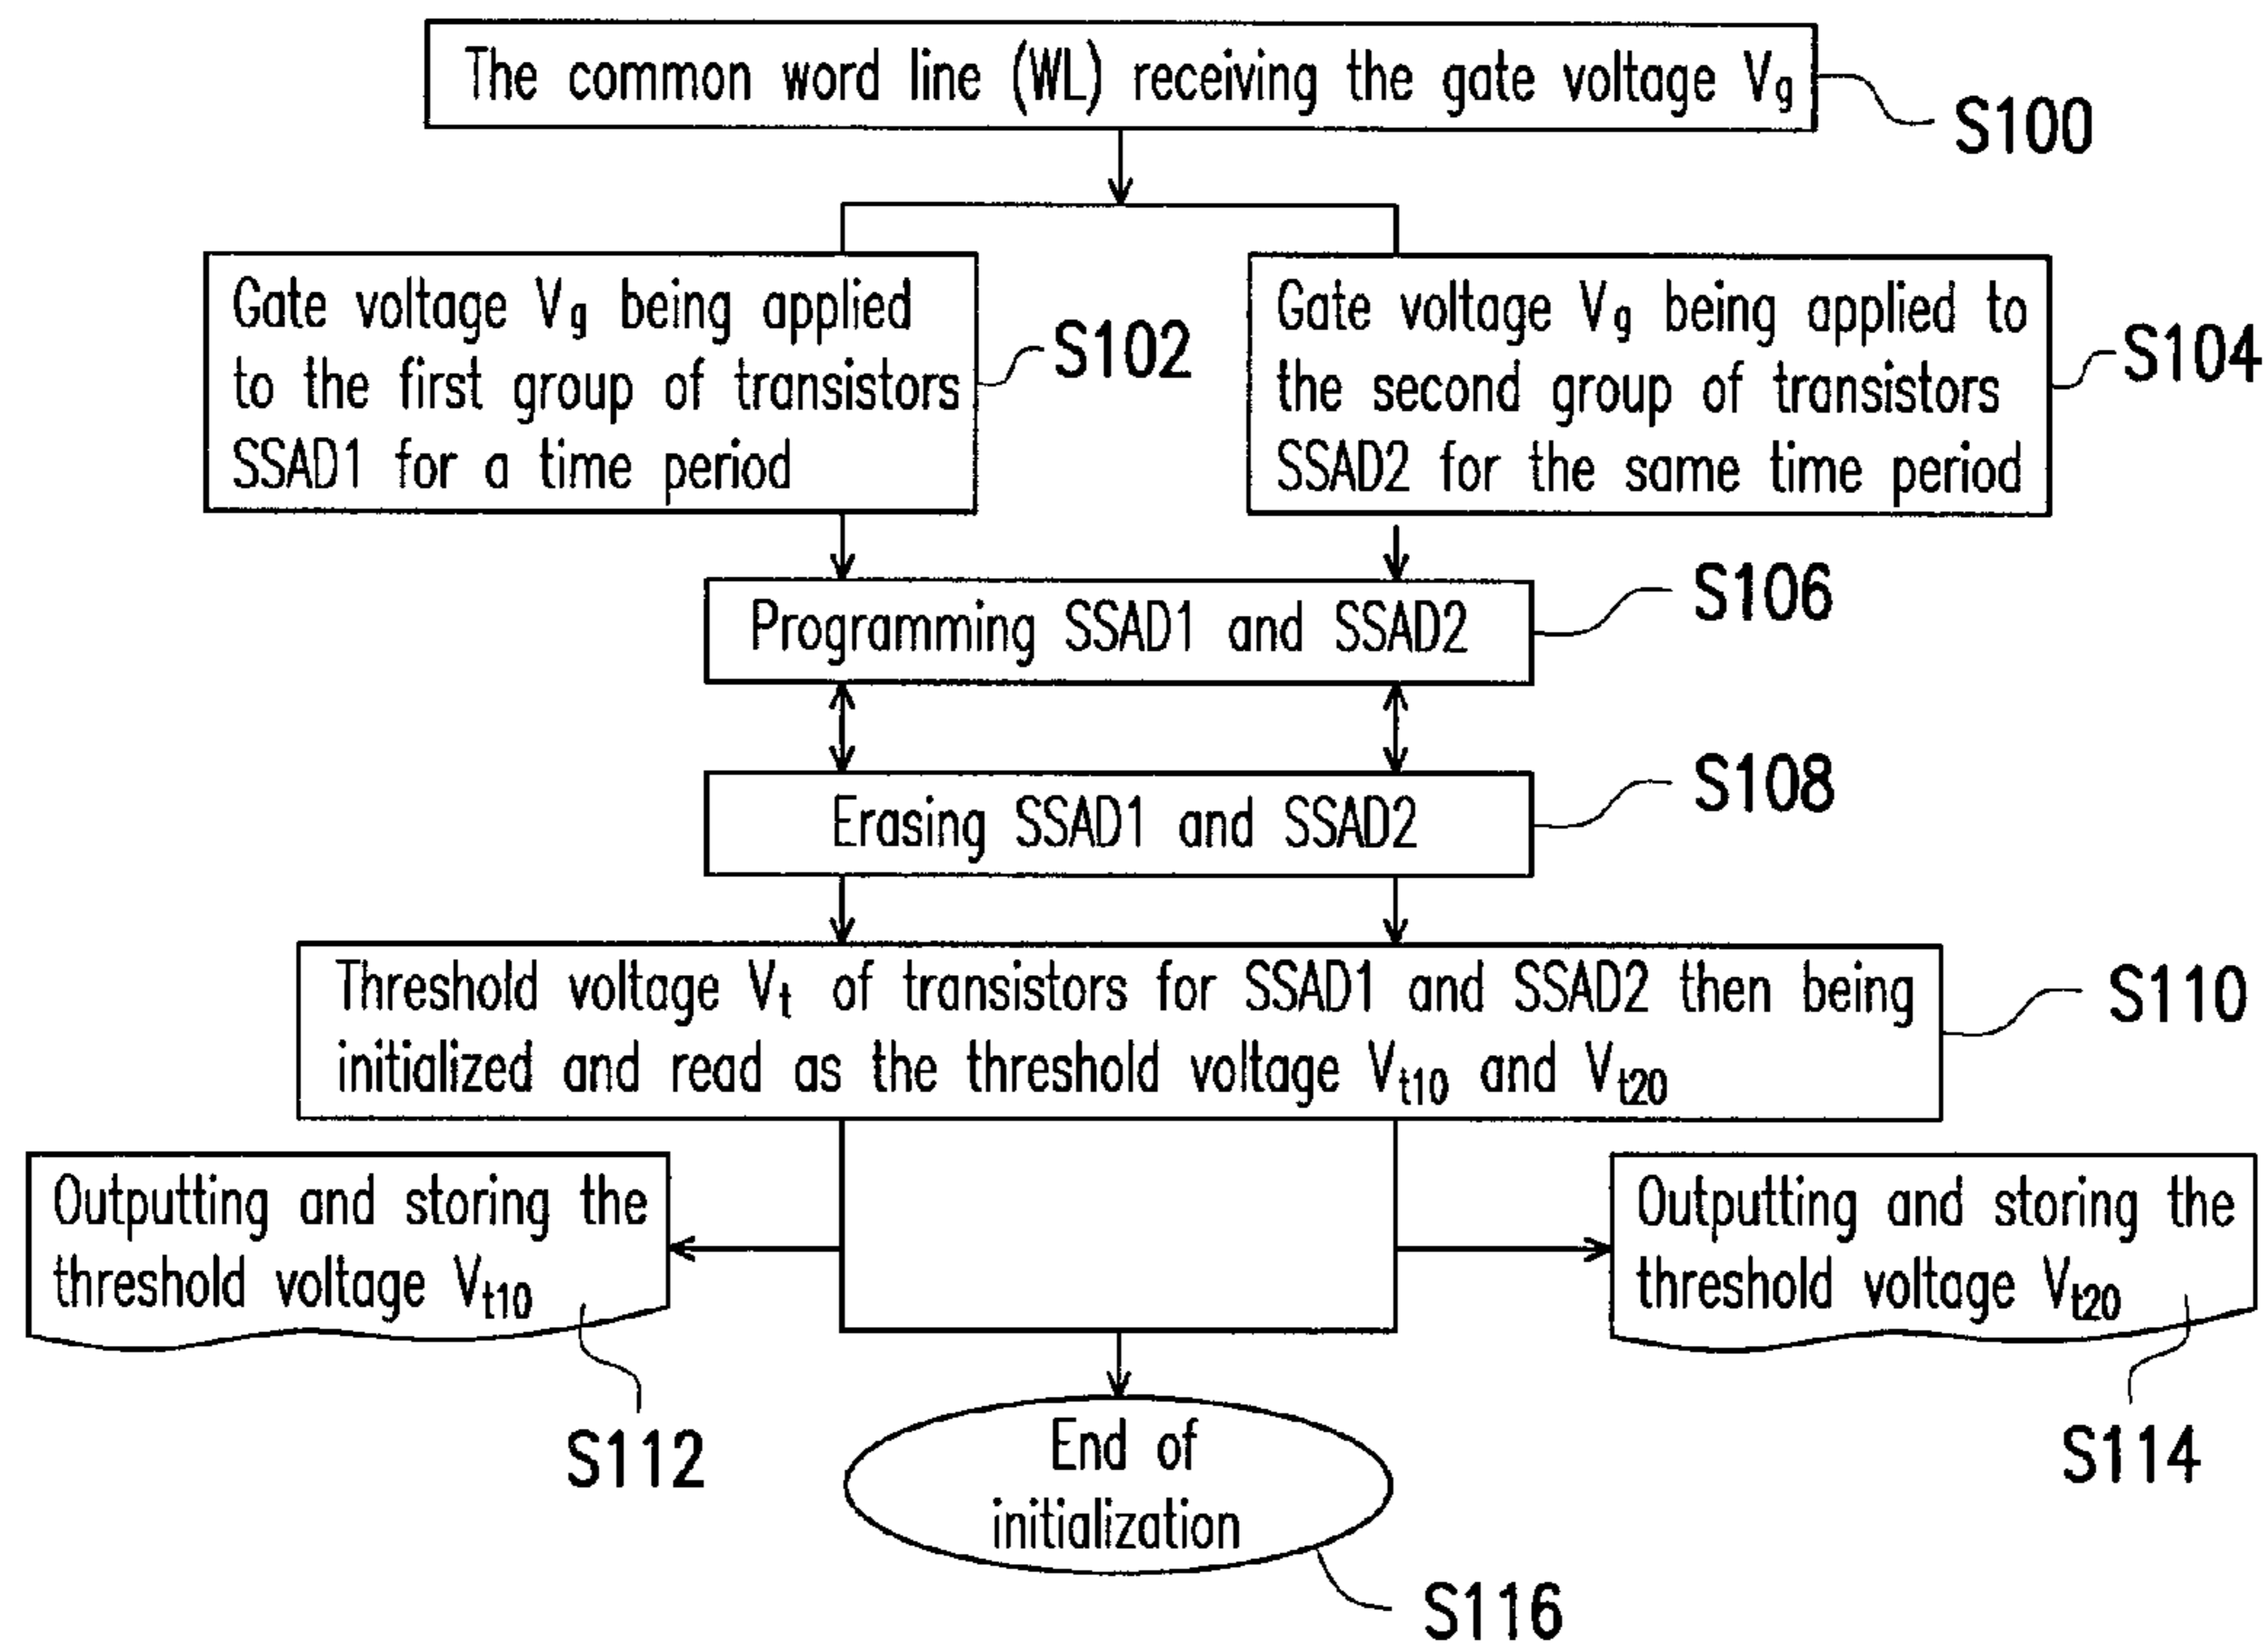 The common word line (WL) receiving the gate voltage Vg
S100
Gate voltage Vg being applied
to the first group of transistors
SSAD1 for a time period
S102
Gate voltage Vg being applied to
the second group of transistors
SSAD2 for the same time period
S104
Programming SSAD1 and SSAD2
S106
Erasing SSAD1 and SSAD2
S108
Threshold voltage Vt of transistors for SSAD1 and SSAD2 then being
initialized and read as the threshold voltage Vt10 and Vt20
S110
Outputting and storing the
threshold voltage Vt10
S112
Outputting and storing the
threshold voltage Vt20
S114
End of
initialization
S116